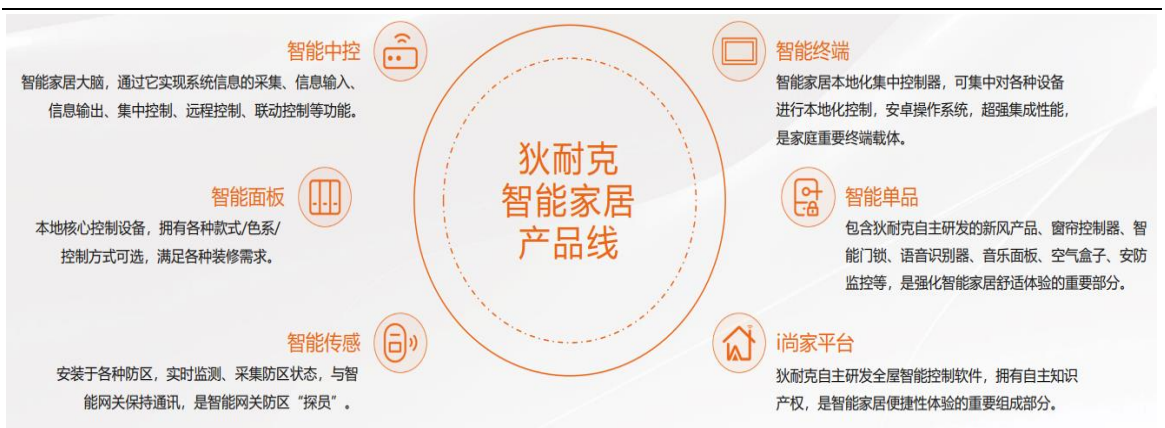 智能中控
智能家居大脑，通过它实现系统信息的采集、信息输入、
信息输出、集中控制、远程控制、联动控制等功能。
智能面板
本地核心控制设备，拥有各种款式/色系/
控制方式可选，满足各种装修需求。
智能传感
安装于各种防区，实时监测、采集防区状态，与智
能网关保持通讯，是智能网关防区“探员”。
狄耐克
智能家居
产品线
智能终端
智能家居本地化集中控制器，可集中对各种设备
进行本地化控制，安卓操作系统，超强集成性能，
是家庭重要终端载体。
智能单品
包含狄耐克自主研发的新风产品、窗帘控制器、智
能门锁、语音识别器、音乐面板、空气盒子、安防
监控等，是强化智能家居舒适体验的重要部分。
i尚家平台
狄耐克自主研发全屋智能控制软件，拥有自主知识
产权，是智能家居便捷性体验的重要组成部分。